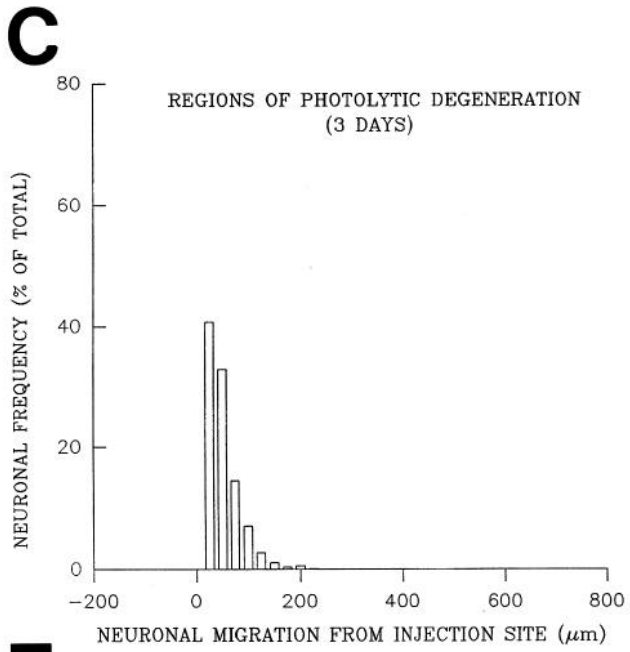 C
80
REGIONS OF PHOTOLYTIC DEGENERATION
(3 DAYS)
60
40
20
0
NEURONAL FREQUENCY (% OF TOTAL)
−200 0 200 400 600 800
NEURONAL MIGRATION FROM INJECTION SITE (μm)